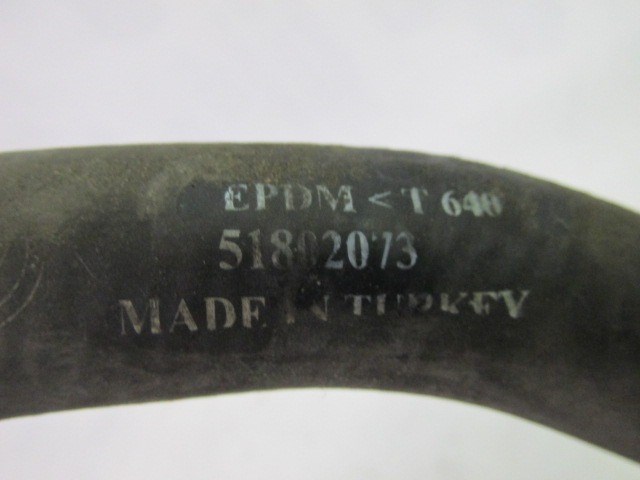 EPDM < T 640
51802073
MADE IN TURKEY